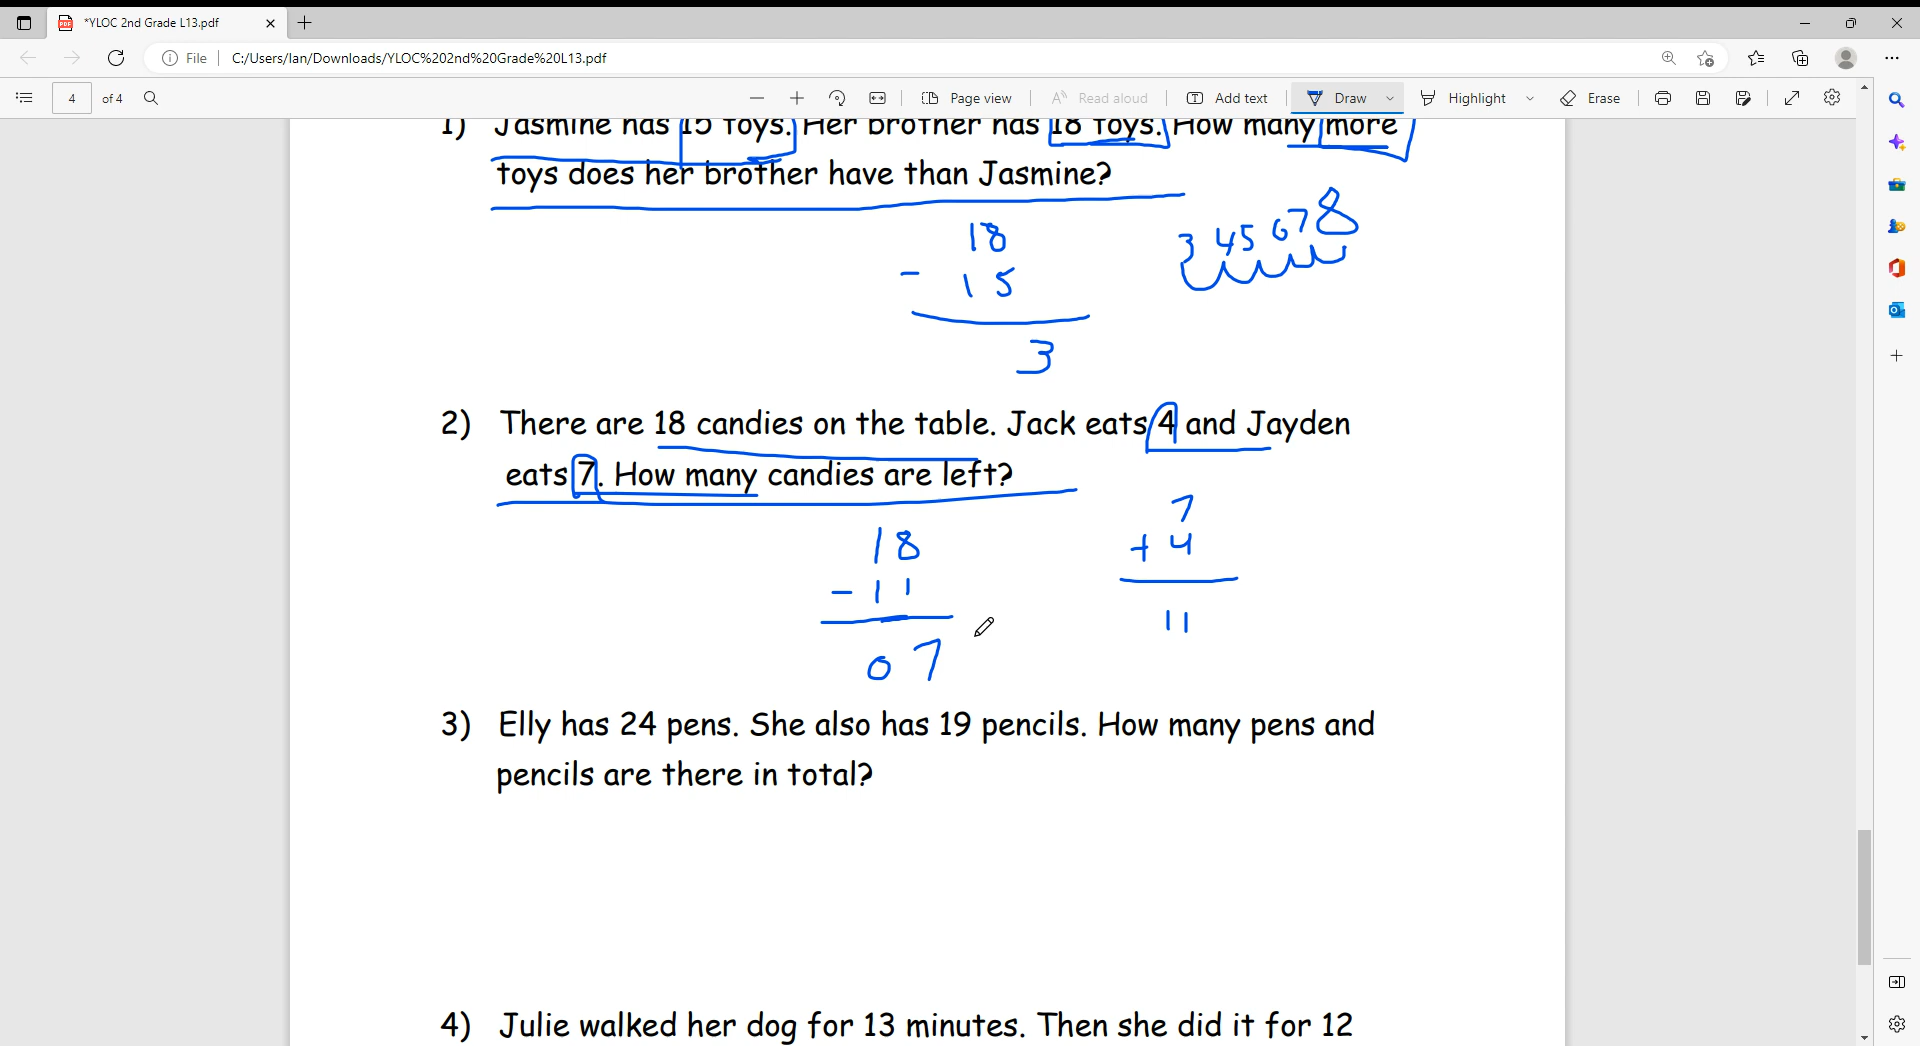 *YLOC 2nd Grade L13.pdf
File
C:/Users/Ian/Downloads/YLOC%202nd%20Grade%20L13.pdf
4 of 4
Page view
Read aloud
Add text
Draw
Highlight
Erase
1) Jasmine has 15 toys. Her brother has 18 toys. How many more
toys does her brother have than Jasmine?
18
- 15
3
3 4 5 6 7 8
2) There are 18 candies on the table. Jack eats 4 and Jayden
eats 7. How many candies are left?
18
- 11
07
7
+ 4
11
3) Elly has 24 pens. She also has 19 pencils. How many pens and
pencils are there in total?
4) Julie walked her dog for 13 minutes. Then she did it for 12